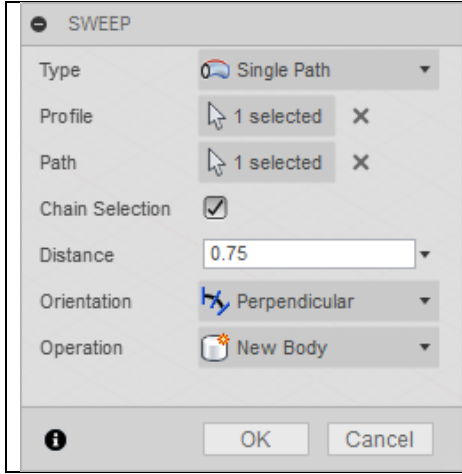 SWEEP
Type Single Path
Profile 1 selected
Path 1 selected
Chain Selection
Distance 0.75
Orientation Perpendicular
Operation New Body
OK Cancel